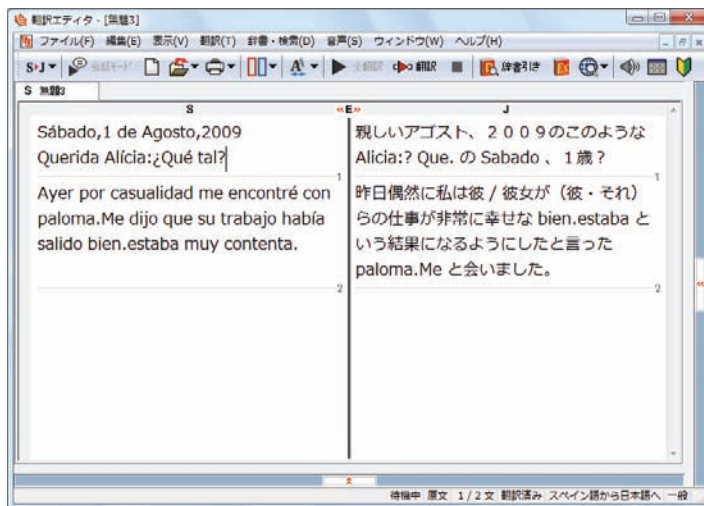 翻訳エディタ - [無題3]
ファイル(F) 編集(E) 表示(V) 翻訳(T) 辞書・検索(D) 音声(S) ウィンドウ(W) ヘルプ(H)
S▸J 会話モード 全翻訳 翻訳 辞書引き
S 無題3
S «E» J
Sábado,1 de Agosto,2009
Querida Alícia:¿Qué tal?
1
Ayer por casualidad me encontré con
paloma.Me dijo que su trabajo había
salido bien.estaba muy contenta.
2
親しいアゴスト、２００９のこのような
Alicia:? Que. の Sabado 、１歳？
1
昨日偶然に私は彼 / 彼女が（彼・それ）
らの仕事が非常に幸せな bien.estaba と
いう結果になるようにしたと言った
paloma.Me と会いました。
2
待機中 原文 1 / 2 文 翻訳済み スペイン語から日本語へ 一般